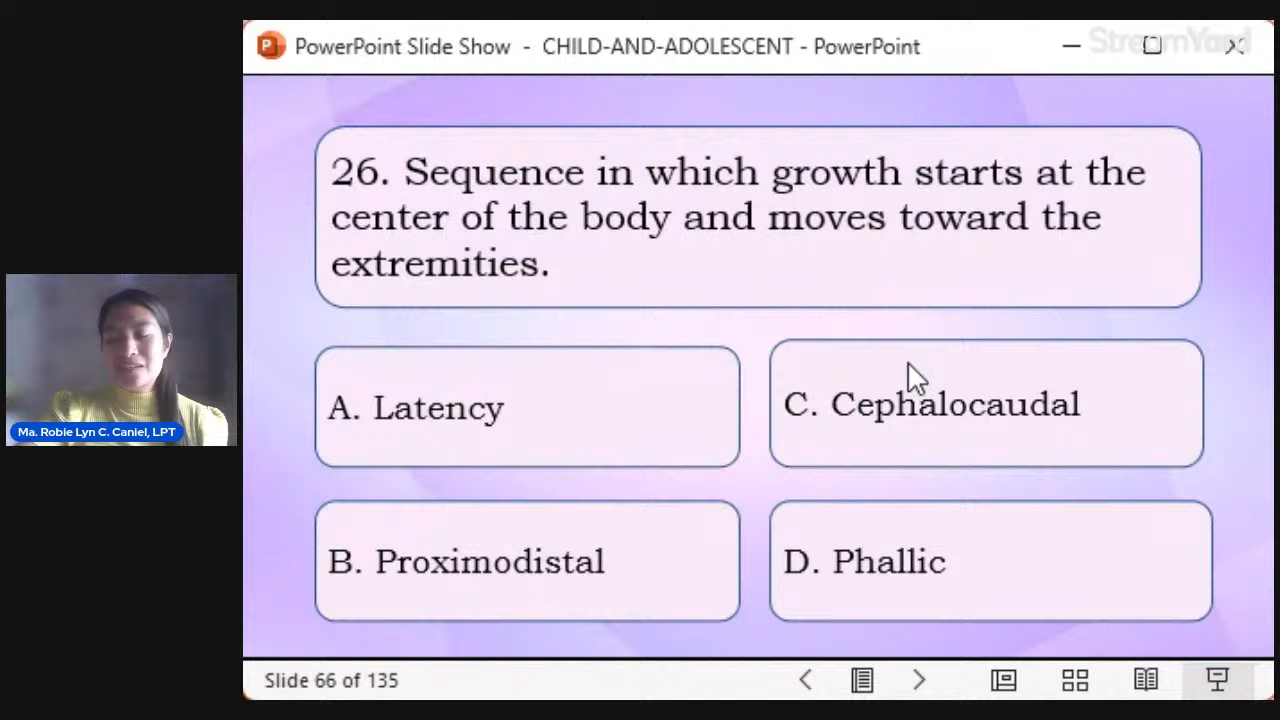 PowerPoint Slide Show - CHILD-AND-ADOLESCENT - PowerPoint
StreamYard
26. Sequence in which growth starts at the
center of the body and moves toward the
extremities.
A. Latency
C. Cephalocaudal
B. Proximodistal
D. Phallic
Ma. Robie Lyn C. Caniel, LPT
Slide 66 of 135